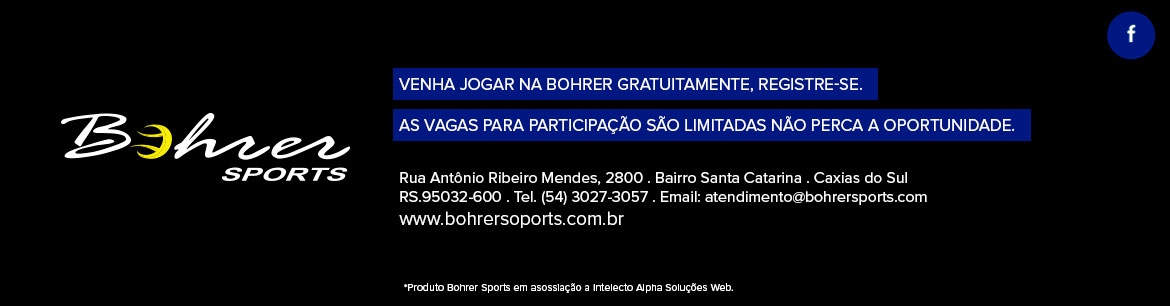 f
VENHA JOGAR NA BOHRER GRATUITAMENTE, REGISTRE-SE.
AS VAGAS PARA PARTICIPAÇÃO SÃO LIMITADAS NÃO PERCA A OPORTUNIDADE.
Bohrer
SPORTS
Rua Antônio Ribeiro Mendes, 2800 . Bairro Santa Catarina . Caxias do Sul
RS.95032-600 . Tel. (54) 3027-3057 . Email: atendimento@bohrersports.com
www.bohrersoports.com.br
*Produto Bohrer Sports em asossiação a Intelecto Alpha Soluções Web.